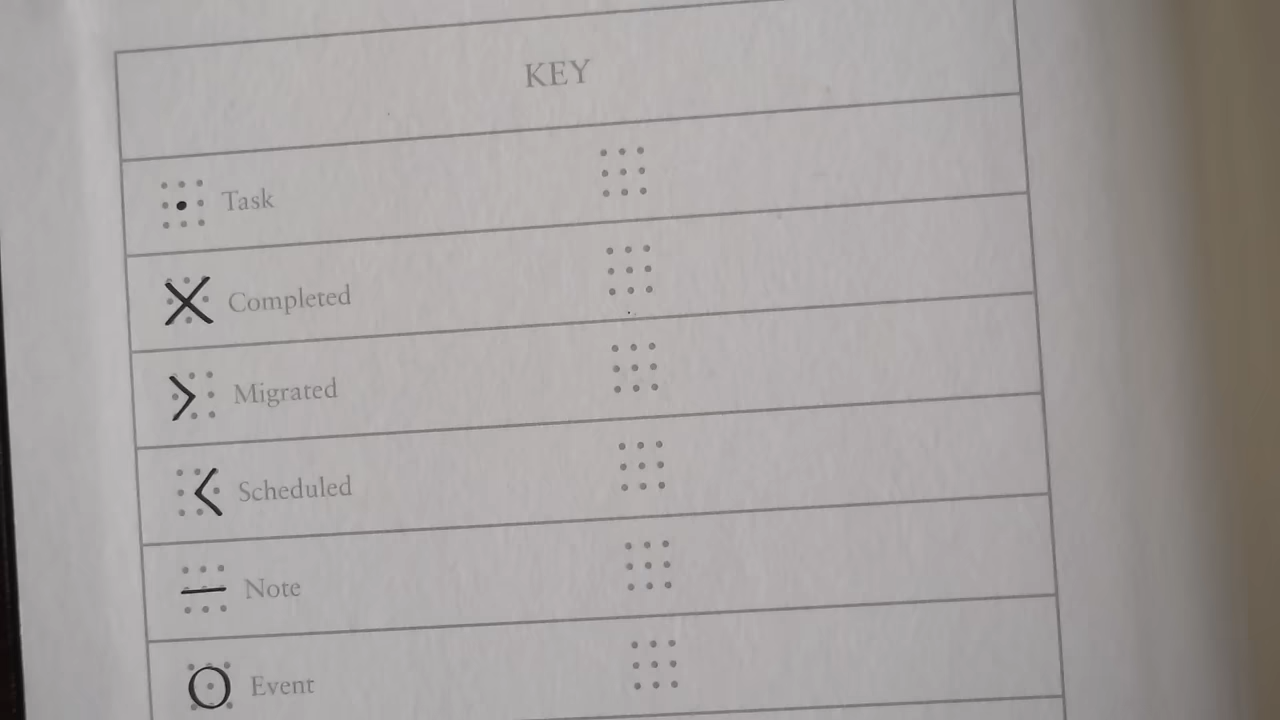 KEY
Task
Completed
Migrated
Scheduled
Note
Event